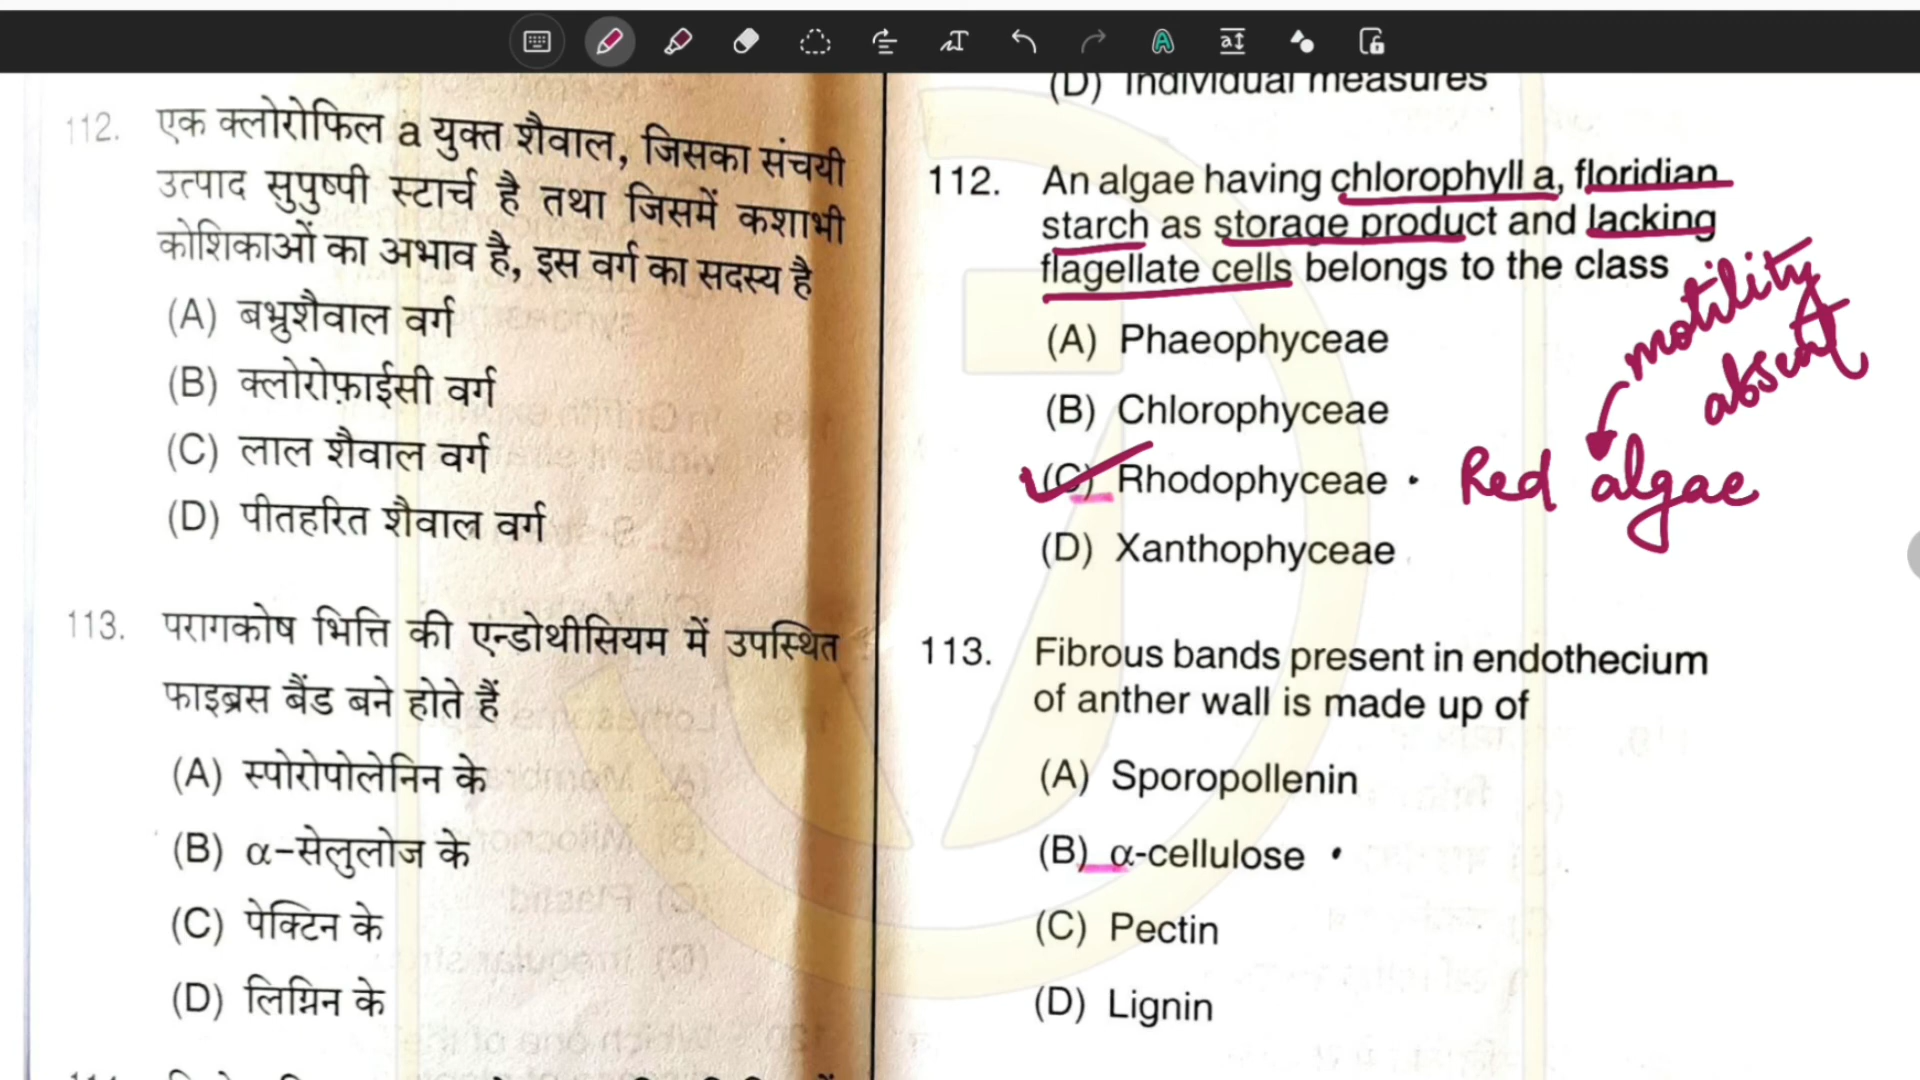 112. एक क्लोरोफिल a युक्त शैवाल, जिसका संचयी
उत्पाद सुपुष्पी स्टार्च है तथा जिसमें कशाभी
कोशिकाओं का अभाव है, इस वर्ग का सदस्य है
(A) बभ्रुशैवाल वर्ग
(B) क्लोरोफ़ाईसी वर्ग
(C) लाल शैवाल वर्ग
(D) पीतहरित शैवाल वर्ग
113. परागकोष भित्ति की एन्डोथीसियम में उपस्थित
फाइब्रस बैंड बने होते हैं
(A) स्पोरोपोलेनिन के
(B) α-सेलुलोज के
(C) पेक्टिन के
(D) लिग्निन के
(D) Individual measures
112. An algae having chlorophyll a, floridian
starch as storage product and lacking
flagellate cells belongs to the class
(A) Phaeophyceae
(B) Chlorophyceae
(C) Rhodophyceae
(D) Xanthophyceae
motility
absent
Red algae
113. Fibrous bands present in endothecium
of anther wall is made up of
(A) Sporopollenin
(B) α-cellulose
(C) Pectin
(D) Lignin